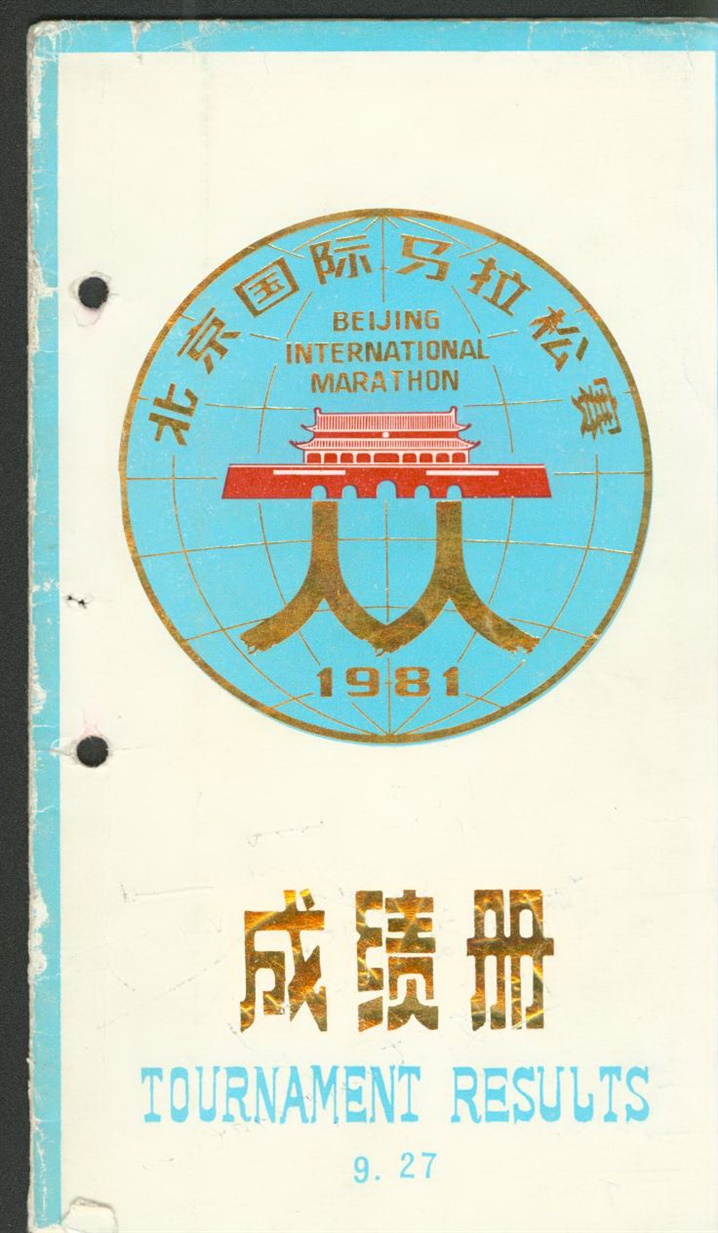 北京国际马拉松赛
BEIJING
INTERNATIONAL
MARATHON
1981
成绩册
TOURNAMENT RESULTS
9. 27